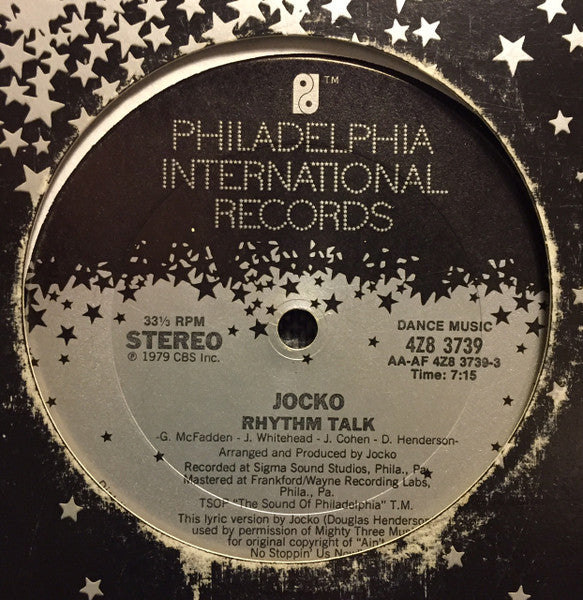 TM
PHILADELPHIA
INTERNATIONAL
RECORDS
33⅓ RPM
STEREO
℗ 1979 CBS Inc.
DANCE MUSIC
4Z8 3739
AA-AF 4Z8 3739-3
Time: 7:15
JOCKO
RHYTHM TALK
-G. McFadden - J. Whitehead - J. Cohen - D. Henderson-
Arranged and Produced by Jocko
Recorded at Sigma Sound Studios, Phila., Pa.
Mastered at Frankford/Wayne Recording Labs,
Phila., Pa.
TSOP "The Sound Of Philadelphia" T.M.
This lyric version by Jocko (Douglas Henderson
used by permission of Mighty Three
for original copyright of "Ain't
No Stoppin' Us